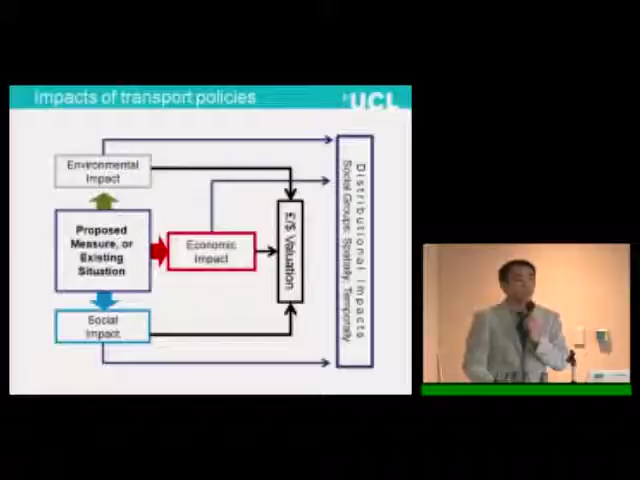 Impacts of transport policies
UCL
Environmental
Impact
Proposed
Measure, or
Existing
Situation
Economic
Impact
Social
Impact
£/$ Valuation
Distributional Impacts
Social Groups: Spatially: Temporally